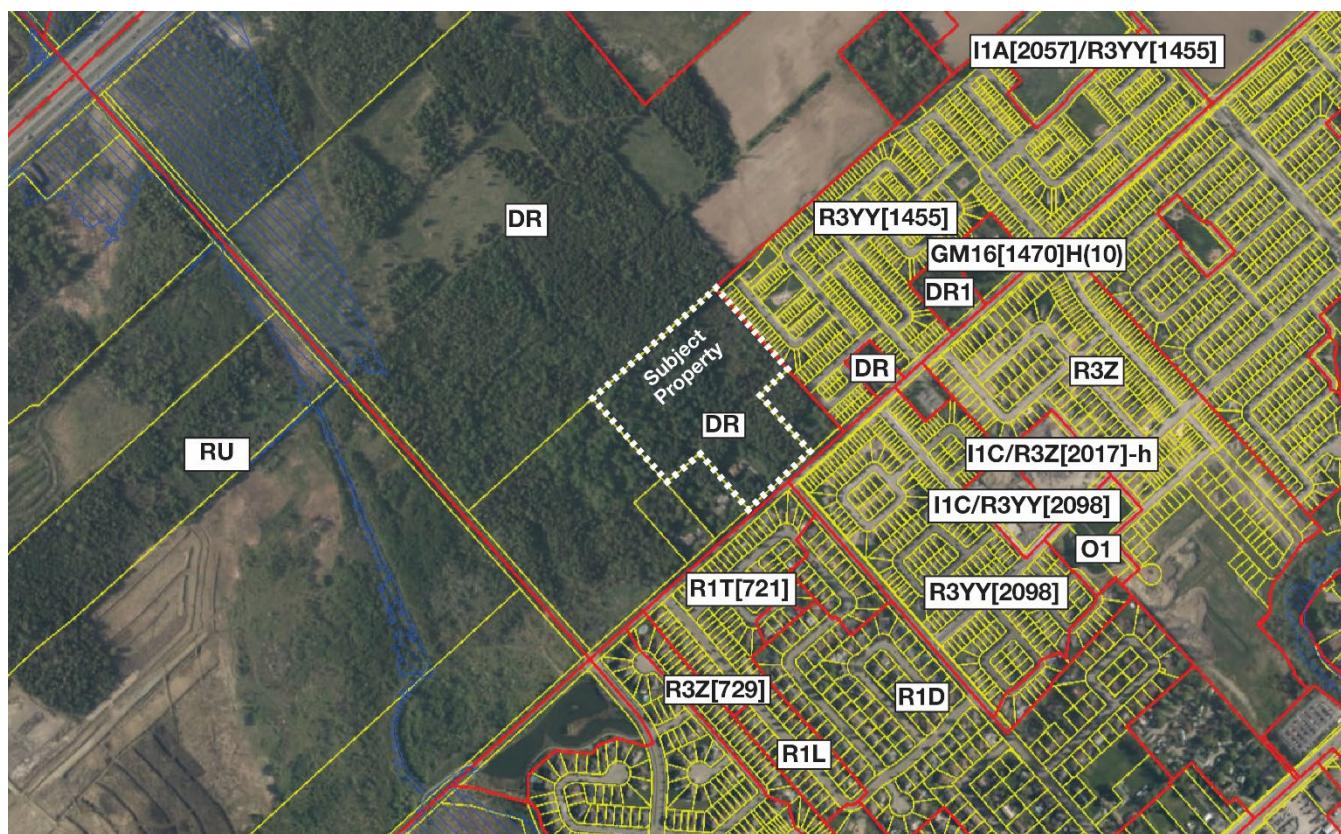 I1A[2057]/R3YY[1455]
DR
R3YY[1455]
GM16[1470]H(10)
DR1
Subject
Property
DR
R3Z
DR
RU
I1C/R3Z[2017]-h
I1C/R3YY[2098]
O1
R1T[721]
R3YY[2098]
R3Z[729]
R1D
R1L